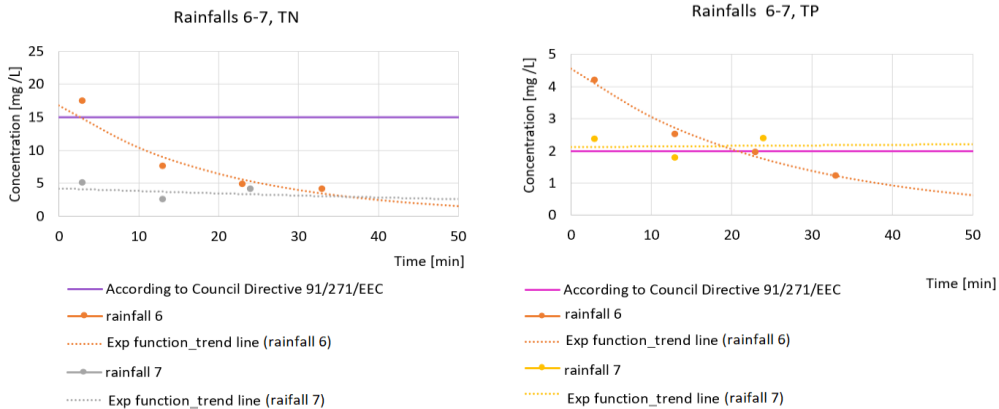 Rainfalls 6-7, TN
Concentration [mg /L]
25
20
15
10
5
0
0 10 20 30 40 50
Time [min]
According to Council Directive 91/271/EEC
rainfall 6
Exp function_trend line (rainfall 6)
rainfall 7
Exp function_trend line (raifall 7)
Rainfalls 6-7, TP
Concentration [mg/L]
5
4
3
2
1
0
0 10 20 30 40 50
Time [min]
According to Council Directive 91/271/EEC
rainfall 6
Exp function_trend line (rainfall 6)
rainfall 7
Exp function_trend line (raifall 7)